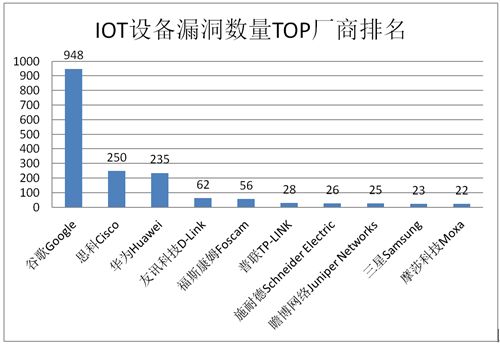 IOT设备漏洞数量TOP厂商排名
1000
900
800
700
600
500
400
300
200
100
0
948
250
235
62
56
28
26
25
23
22
谷歌Google
思科Cisco
华为Huawei
友讯科技D-Link
福斯康姆Foscam
普联TP-LINK
施耐德Schneider Electric
瞻博网络Juniper Networks
三星Samsung
摩莎科技Moxa